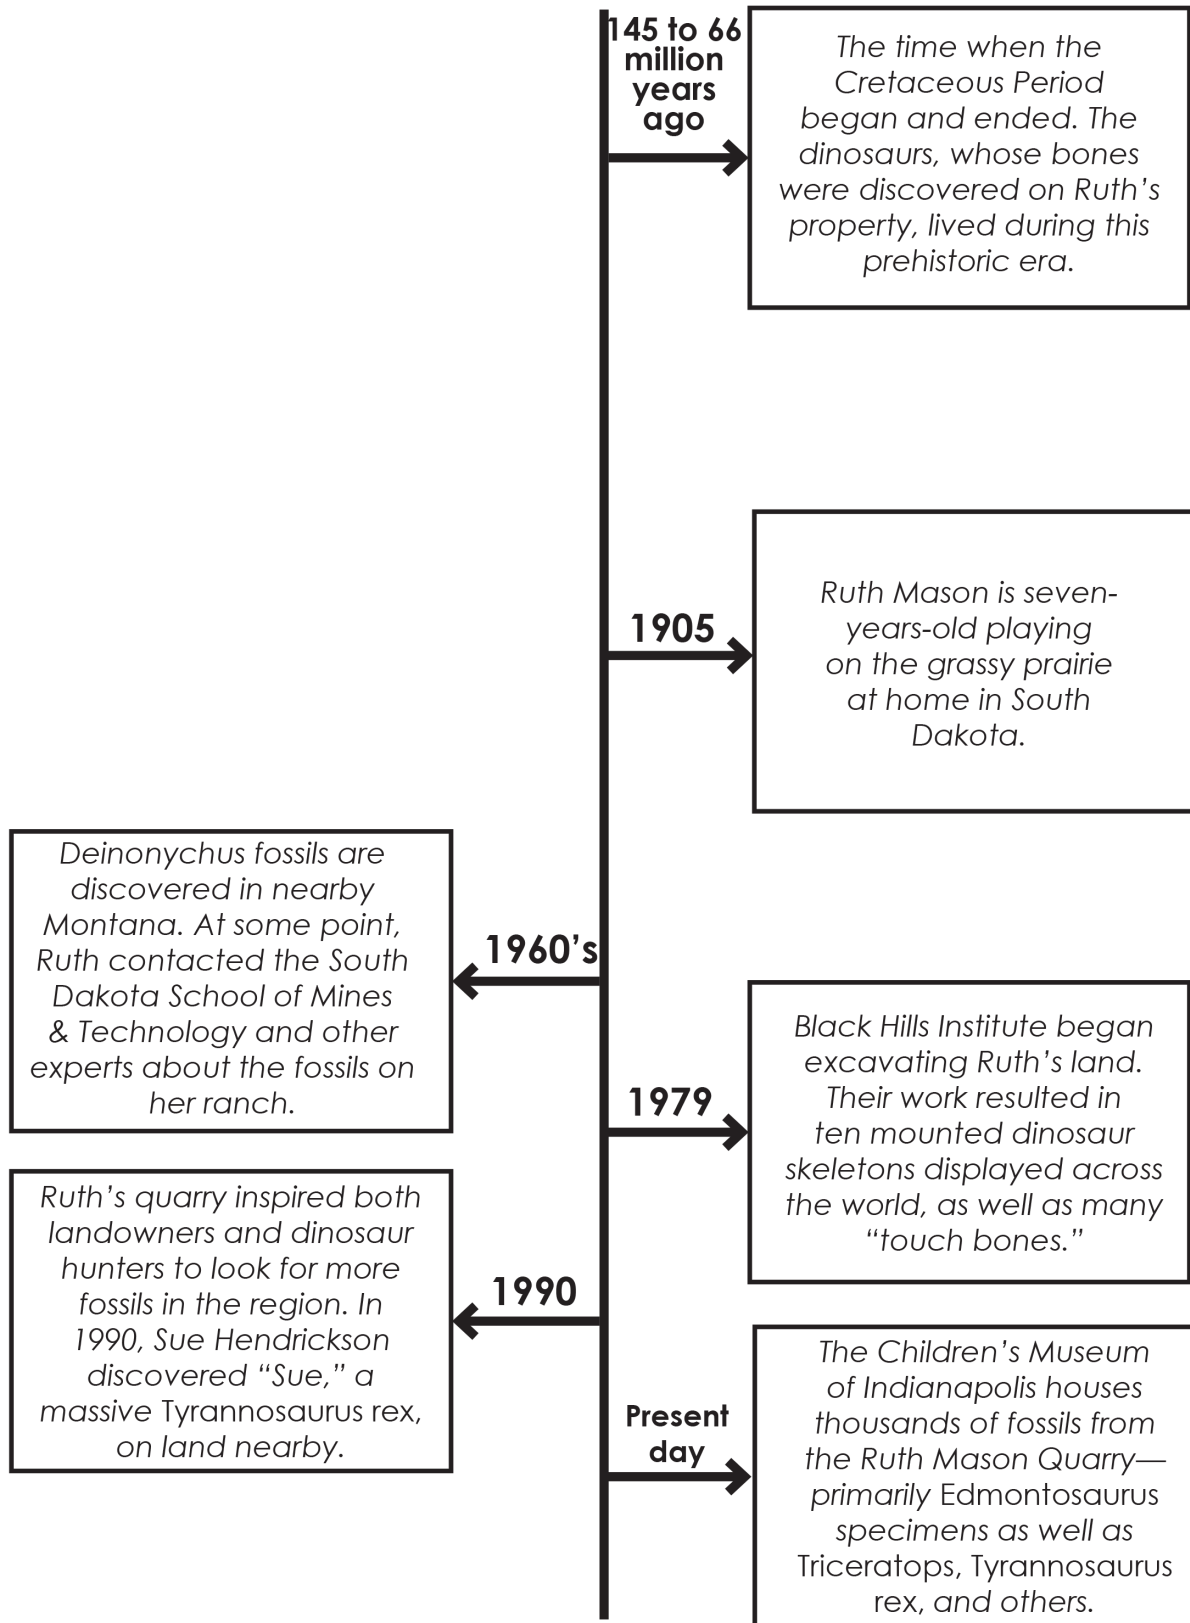 145 to 66
million
years
ago
The time when the
Cretaceous Period
began and ended. The
dinosaurs, whose bones
were discovered on Ruth's
property, lived during this
prehistoric era.
1905
Ruth Mason is seven-
years-old playing
on the grassy prairie
at home in South
Dakota.
1960's
Deinonychus fossils are
discovered in nearby
Montana. At some point,
Ruth contacted the South
Dakota School of Mines
& Technology and other
experts about the fossils on
her ranch.
1979
Black Hills Institute began
excavating Ruth's land.
Their work resulted in
ten mounted dinosaur
skeletons displayed across
the world, as well as many
“touch bones.”
1990
Ruth's quarry inspired both
landowners and dinosaur
hunters to look for more
fossils in the region. In
1990, Sue Hendrickson
discovered “Sue,” a
massive Tyrannosaurus rex,
on land nearby.
Present
day
The Children's Museum
of Indianapolis houses
thousands of fossils from
the Ruth Mason Quarry—
primarily Edmontosaurus
specimens as well as
Triceratops, Tyrannosaurus
rex, and others.